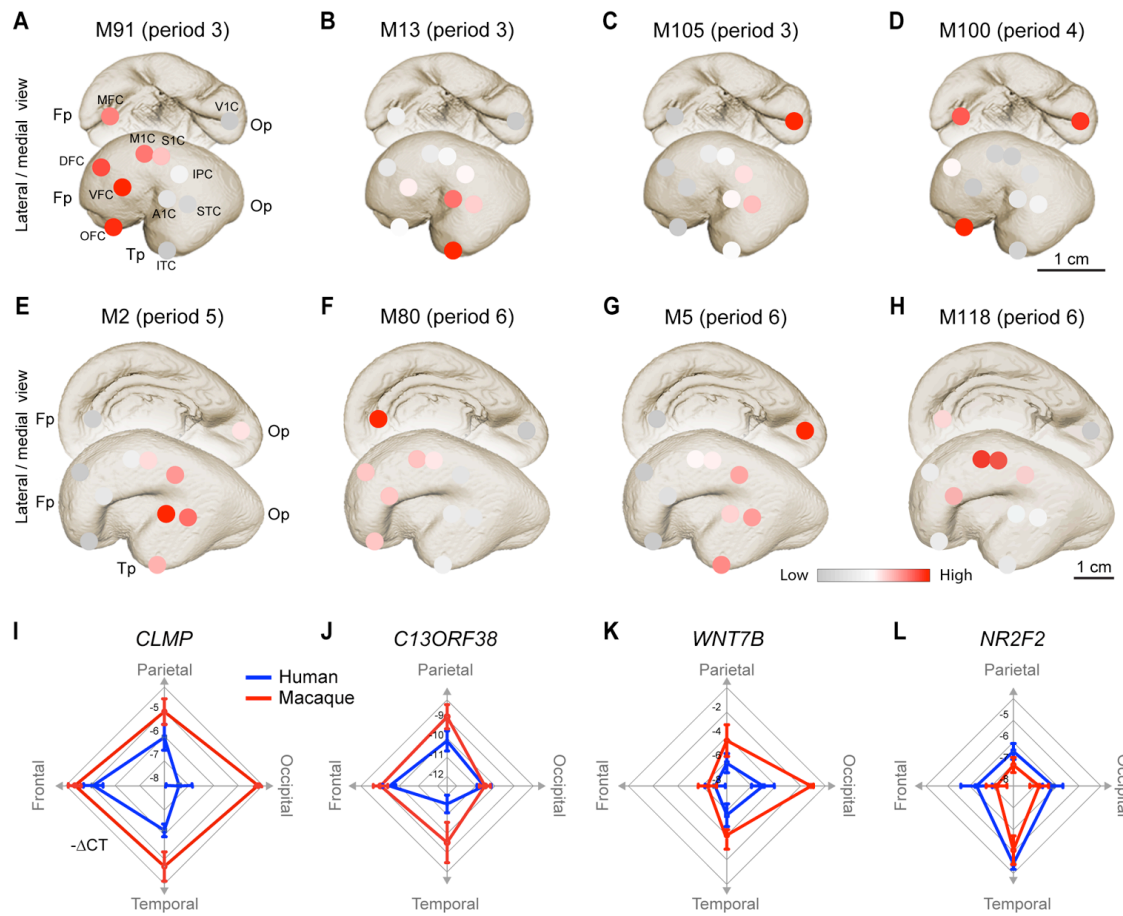 A
M91 (period 3)
B
M13 (period 3)
C
M105 (period 3)
D
M100 (period 4)
Lateral / medial view
Fp
MFC
V1C
Op
M1C
S1C
DFC
IPC
Fp
VFC
A1C
STC
Op
OFC
Tp
ITC
1 cm
E
M2 (period 5)
F
M80 (period 6)
G
M5 (period 6)
H
M118 (period 6)
Lateral / medial view
Fp
Op
Fp
Op
Tp
Low
High
1 cm
I
CLMP
J
C13ORF38
K
WNT7B
L
NR2F2
Human
Macaque
Parietal
Frontal
Occipital
Temporal
-5
-6
-7
-8
-ΔCT
Parietal
Frontal
Occipital
Temporal
-9
-10
-11
-12
Parietal
Frontal
Occipital
Temporal
-2
-4
-6
-8
Parietal
Frontal
Occipital
Temporal
-5
-6
-7
-8